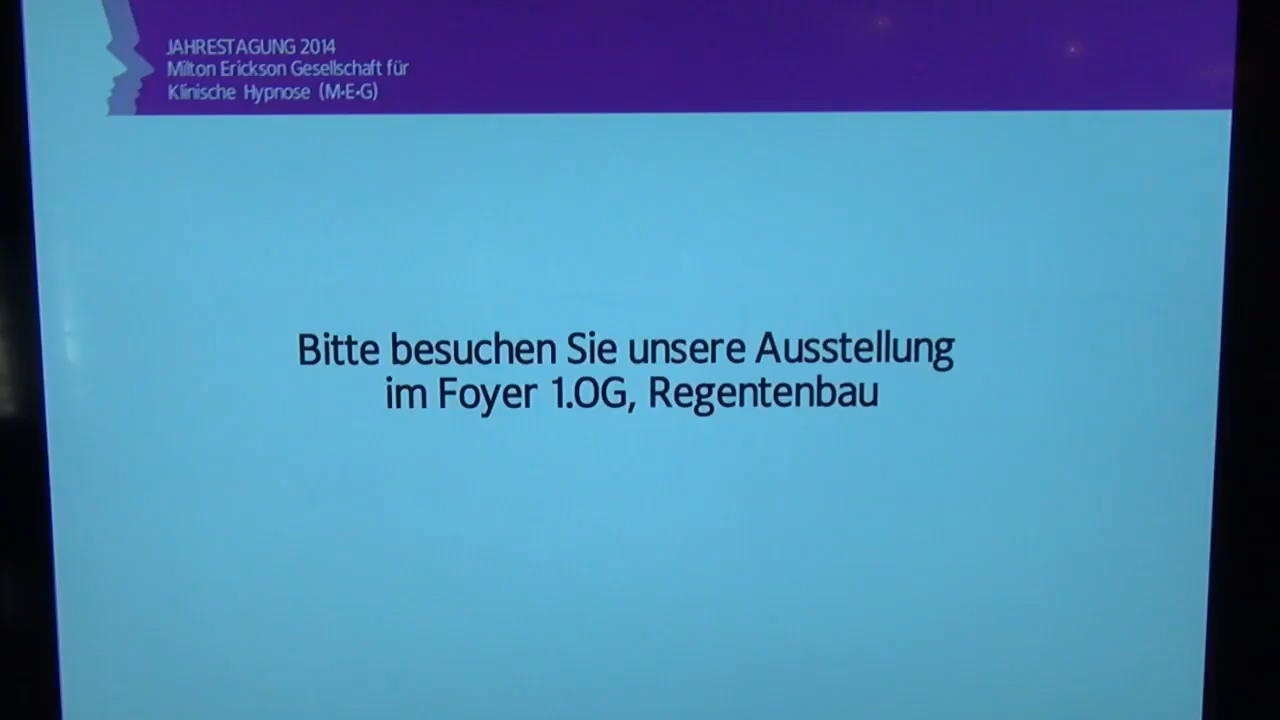 JAHRESTAGUNG 2014
Milton Erickson Gesellschaft für
Klinische Hypnose (M•E•G)
Bitte besuchen Sie unsere Ausstellung
im Foyer 1.OG, Regentenbau